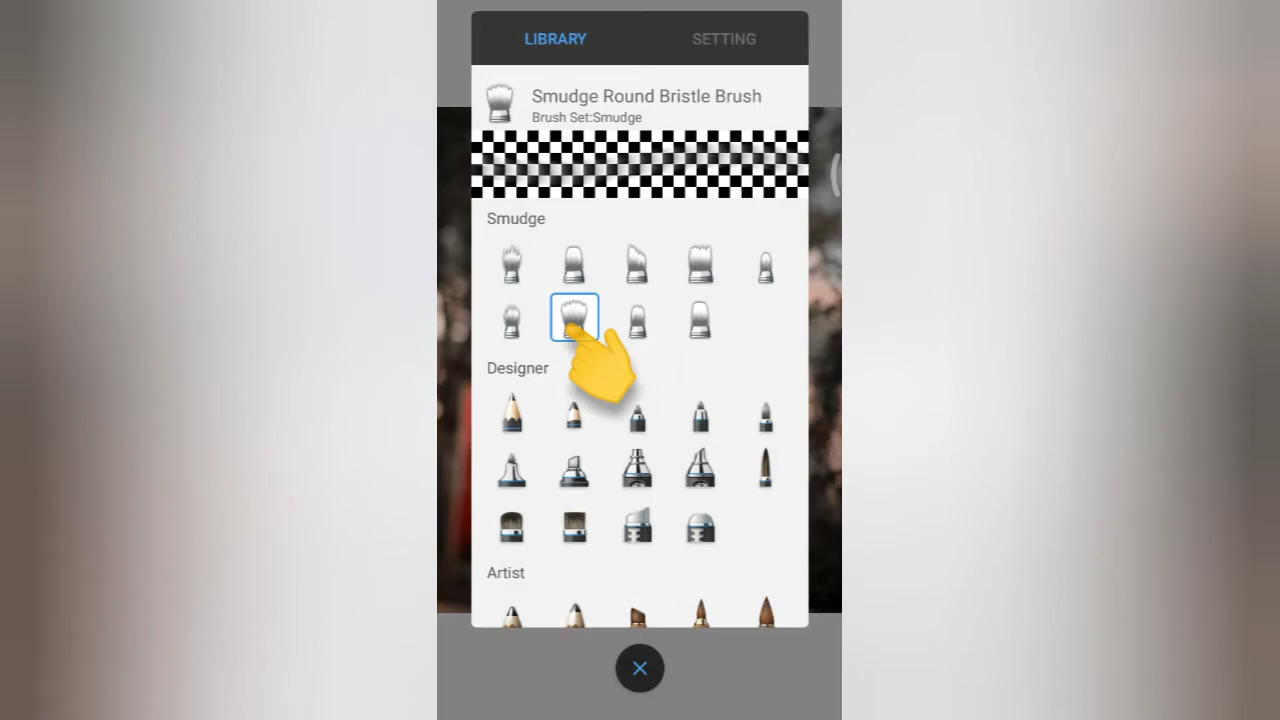 LIBRARY SETTING
Smudge Round Bristle Brush
Brush Set:Smudge
Smudge
Designer
Artist